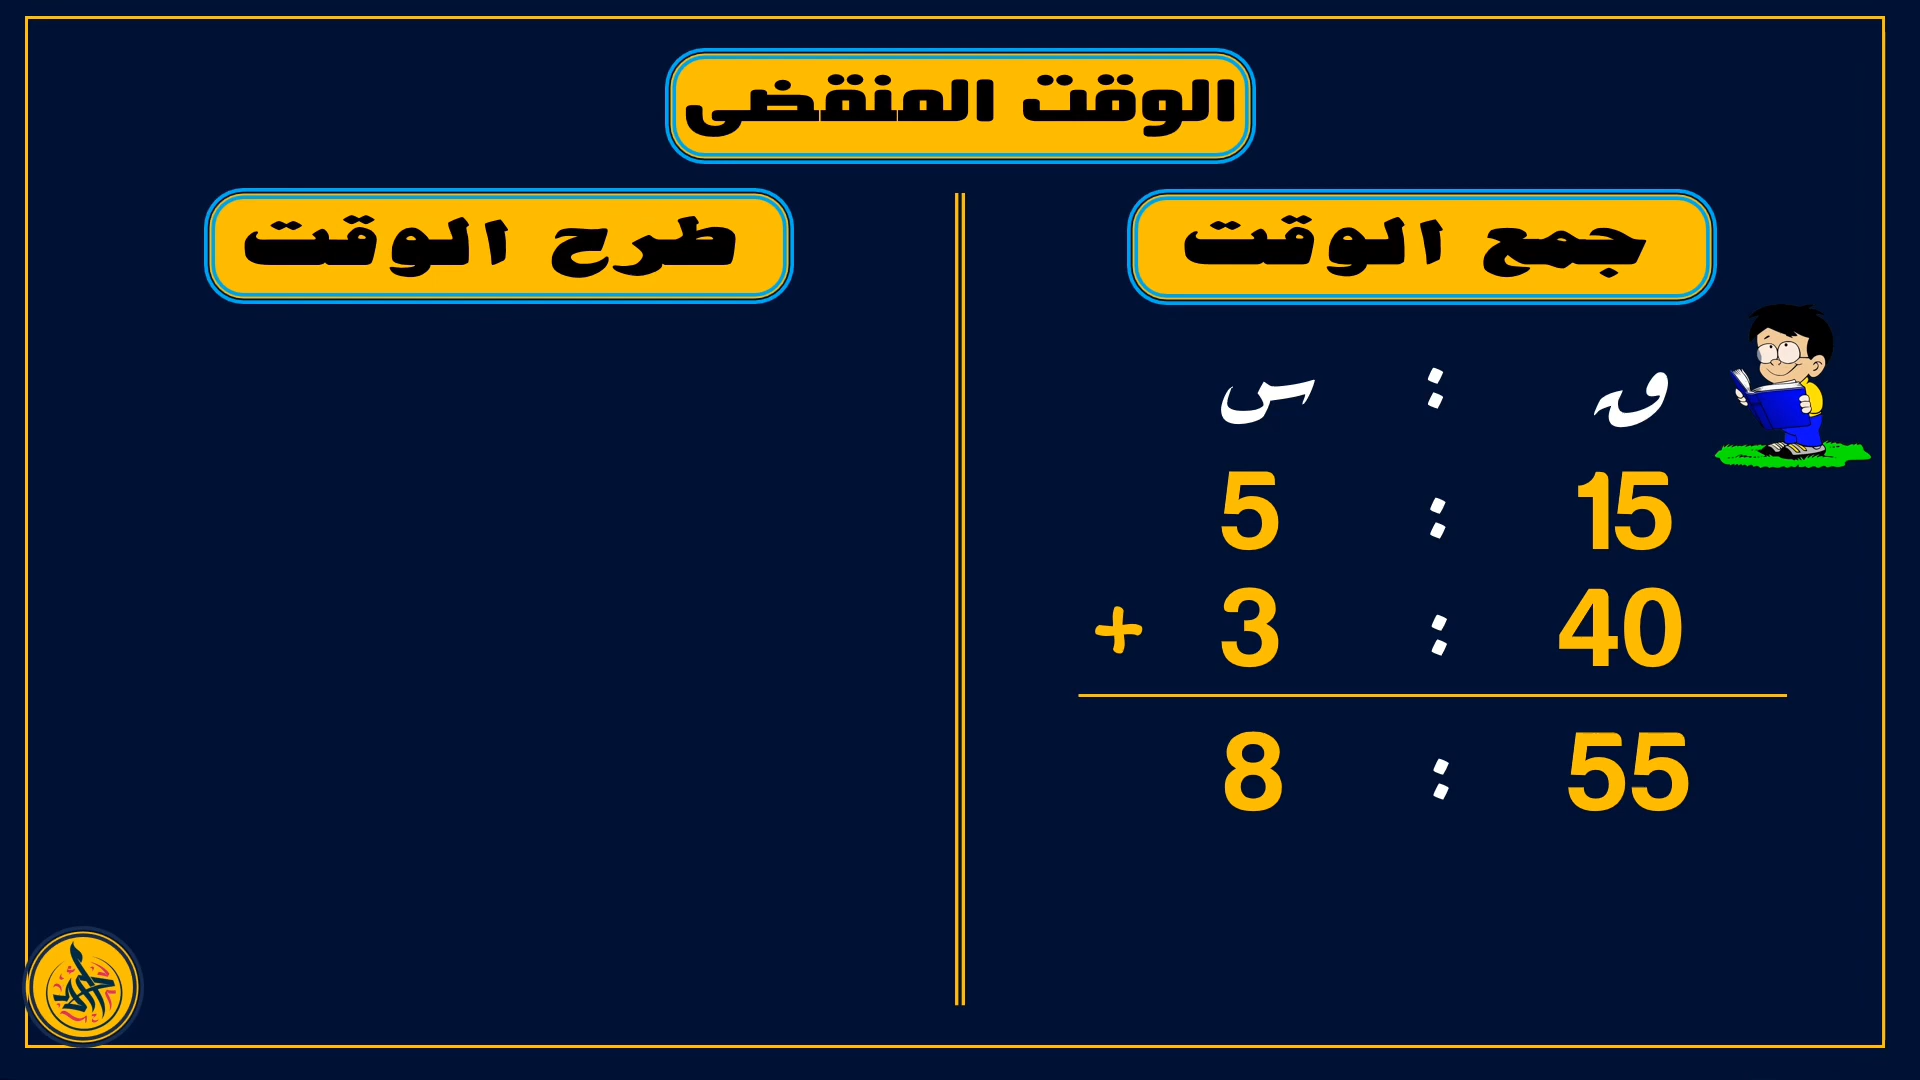 الوقت المنقضى
جمع الوقت
س : ق
5 : 15
+ 3 : 40
8 : 55
طرح الوقت